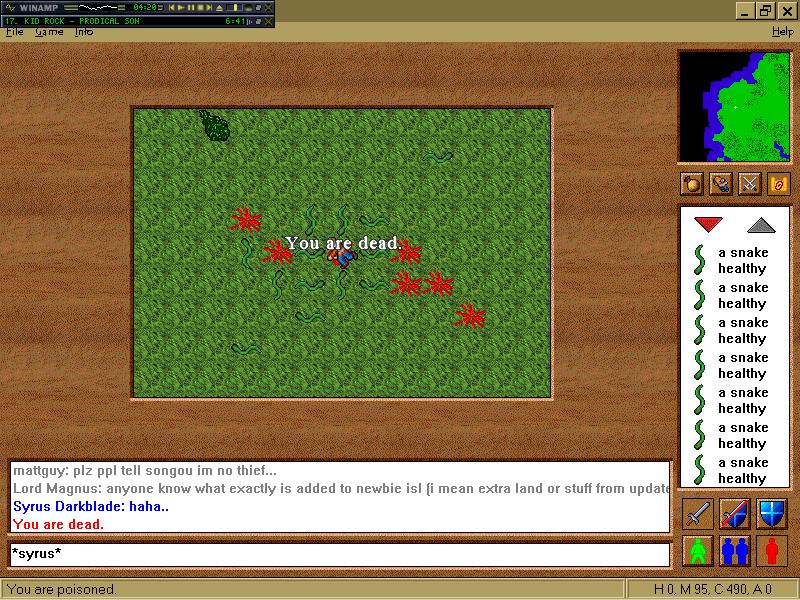 WINAMP 04:20
17. KID ROCK - PRODICAL SON 6:41
File Game Info Help
You are dead.
a snake
healthy
a snake
healthy
a snake
healthy
a snake
healthy
a snake
healthy
a snake
healthy
a snake
healthy
mattguy: plz ppl tell songou im no thief...
Lord Magnus: anyone know what exactly is added to newbie isl (i mean extra land or stuff from update
Syrus Darkblade: haha..
You are dead.
*syrus*
You are poisoned. H 0, M 95, C 490, A 0